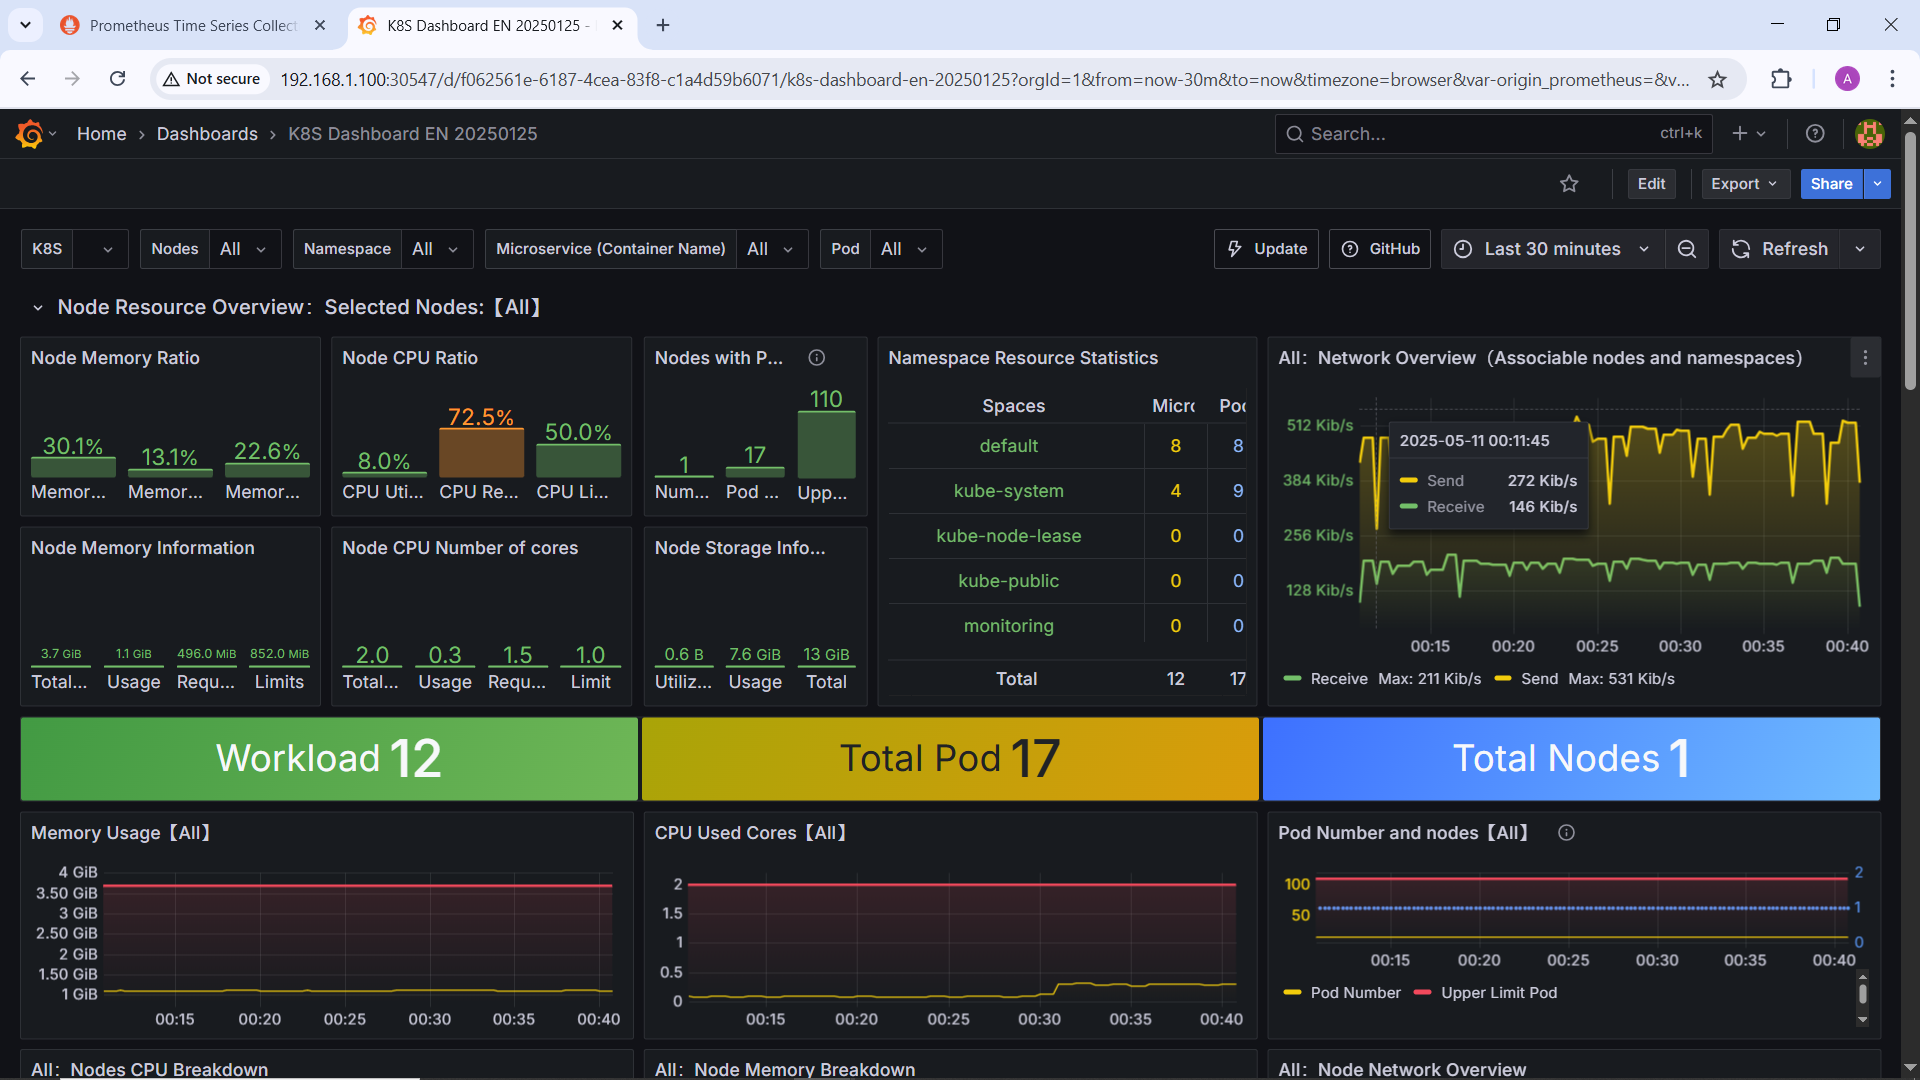 Prometheus Time Series Collect
K8S Dashboard EN 20250125 -
Not secure
192.168.1.100:30547/d/f062561e-6187-4cea-83f8-c1a4d59b6071/k8s-dashboard-en-20250125?orgId=1&from=now-30m&to=now&timezone=browser&var-origin_prometheus=&v...
A
Home › Dashboards › K8S Dashboard EN 20250125
Search...
ctrl+k
Edit
Export
Share
K8S
Nodes All
Namespace All
Microservice (Container Name) All
Pod All
Update
GitHub
Last 30 minutes
Refresh
Node Resource Overview： Selected Nodes:【All】
Node Memory Ratio
30.1% 13.1% 22.6%
Memor... Memor... Memor...
Node CPU Ratio
8.0% 72.5% 50.0%
CPU Uti... CPU Re... CPU Li...
Nodes with P...
1 17 110
Num... Pod ... Upp...
Node Memory Information
3.7 GiB 1.1 GiB 496.0 MiB 852.0 MiB
Total... Usage Requ... Limits
Node CPU Number of cores
2.0 0.3 1.5 1.0
Total... Usage Requ... Limit
Node Storage Info...
0.6 B 7.6 GiB 13 GiB
Utiliz... Usage Total
Namespace Resource Statistics
Spaces Micro Pod
default 8 8
kube-system 4 9
kube-node-lease 0 0
kube-public 0 0
monitoring 0 0
Total 12 17
All： Network Overview（Associable nodes and namespaces）
512 Kib/s
384 Kib/s
256 Kib/s
128 Kib/s
2025-05-11 00:11:45
Send 272 Kib/s
Receive 146 Kib/s
00:15 00:20 00:25 00:30 00:35 00:40
Receive Max: 211 Kib/s Send Max: 531 Kib/s
Workload 12
Total Pod 17
Total Nodes 1
Memory Usage【All】
4 GiB
3.50 GiB
3 GiB
2.50 GiB
2 GiB
1.50 GiB
1 GiB
00:15 00:20 00:25 00:30 00:35 00:40
CPU Used Cores【All】
2
1.5
1
0.5
0
00:15 00:20 00:25 00:30 00:35 00:40
Pod Number and nodes【All】
100 2
50 1
0
00:15 00:20 00:25 00:30 00:35 00:40
Pod Number Upper Limit Pod
All： Nodes CPU Breakdown
All： Node Memory Breakdown
All： Node Network Overview